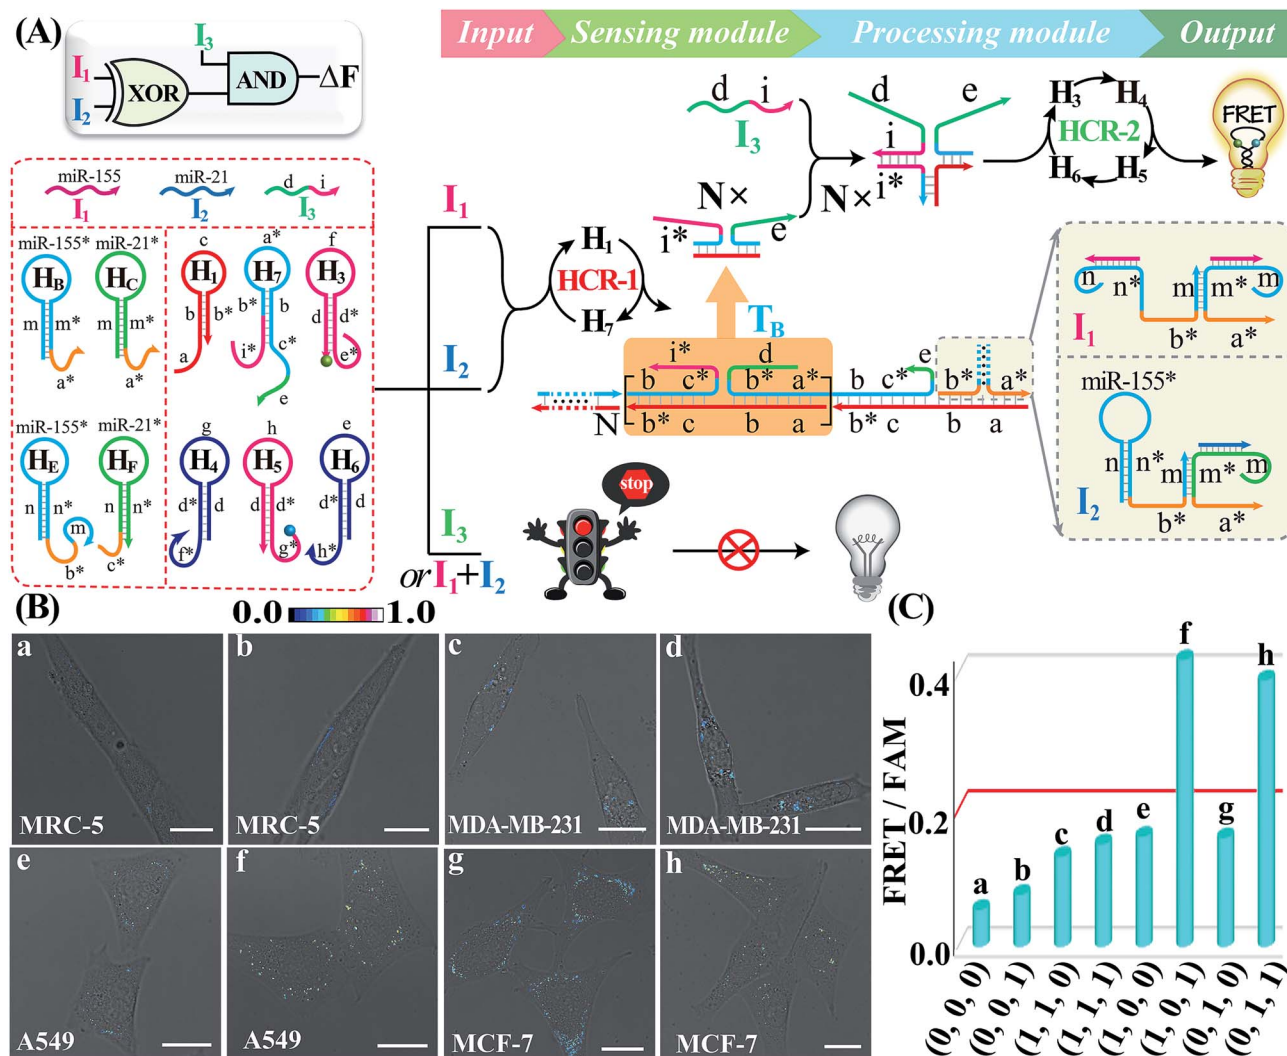 (A)
I3
I1
I2
XOR
AND
ΔF
Input
Sensing module
Processing module
Output
miR-155
I1
miR-21
I2
d i
I3
miR-155*
HB
m m*
a*
miR-21*
HC
m m*
a*
c
H1
b b*
a
a*
H7
b* b
i* c*
e
f
H3
d d*
e*
miR-155*
HE
n n*
m
b*
miR-21*
HF
n n*
c*
g
H4
d* d
f*
h
H5
d d*
g*
e
H6
d* d
h*
I1
I2
H1
HCR-1
H7
I3
or I1+I2
stop
d i
I3
N×
i* e
d e
i
N× i*
H3 H4
HCR-2
H6 H5
FRET
TB
i* d e
b c* b* a* b c* b* a*
N b* c b a b* c b a
n n* m m* m
I1 b* a*
miR-155*
n n* m m* m
I2 b* a*
(B)
0.0 1.0
a
MRC-5
b
MRC-5
c
MDA-MB-231
d
MDA-MB-231
e
A549
f
A549
g
MCF-7
h
MCF-7
(C)
FRET / FAM
0.4
0.2
0.0
a b c d e f g h
(0, 0, 0)
(0, 0, 1)
(1, 1, 0)
(1, 1, 1)
(1, 0, 0)
(1, 0, 1)
(0, 1, 0)
(0, 1, 1)